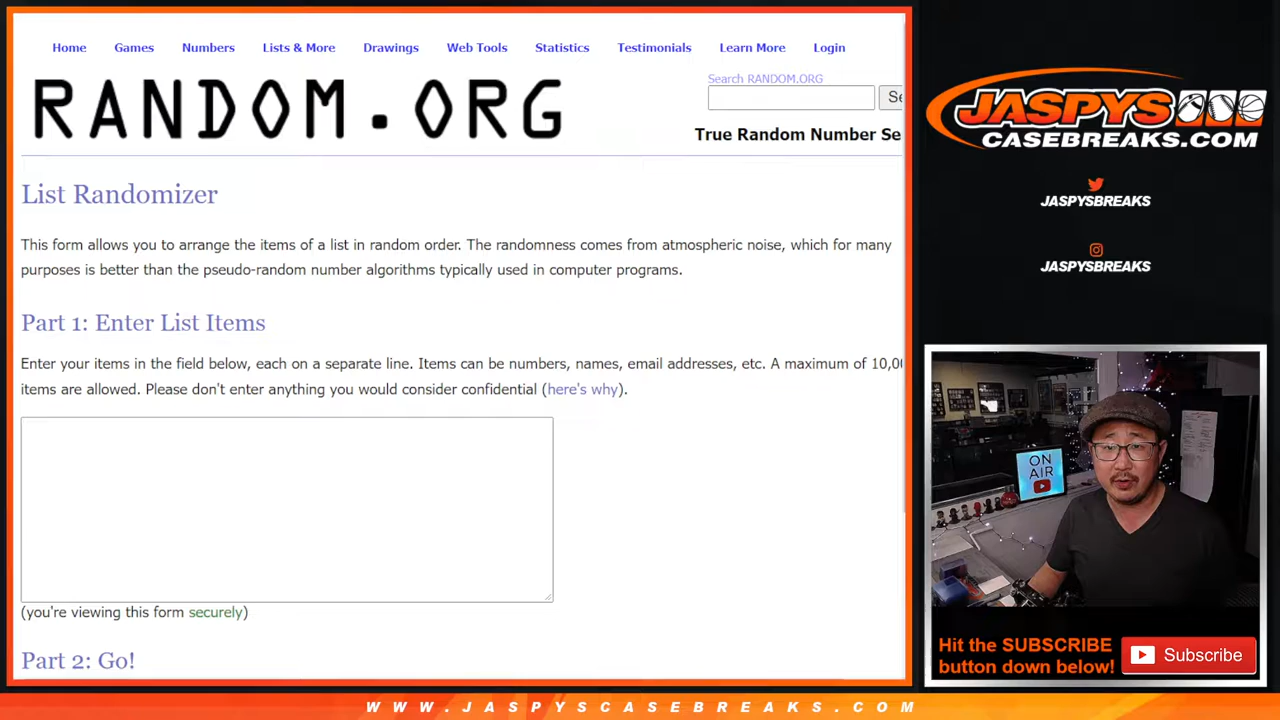 Home Games Numbers Lists & More Drawings Web Tools Statistics Testimonials Learn More Login
RANDOM.ORG
Search RANDOM.ORG
Se
True Random Number Se
List Randomizer
This form allows you to arrange the items of a list in random order. The randomness comes from atmospheric noise, which for many
purposes is better than the pseudo-random number algorithms typically used in computer programs.
Part 1: Enter List Items
Enter your items in the field below, each on a separate line. Items can be numbers, names, email addresses, etc. A maximum of 10,00
items are allowed. Please don't enter anything you would consider confidential (here's why).
(you're viewing this form securely)
Part 2: Go!
JASPYS
CASEBREAKS.COM
JASPYSBREAKS
JASPYSBREAKS
ON
AIR
Hit the SUBSCRIBE
button down below!
Subscribe
WWW.JASPYSCASEBREAKS.COM